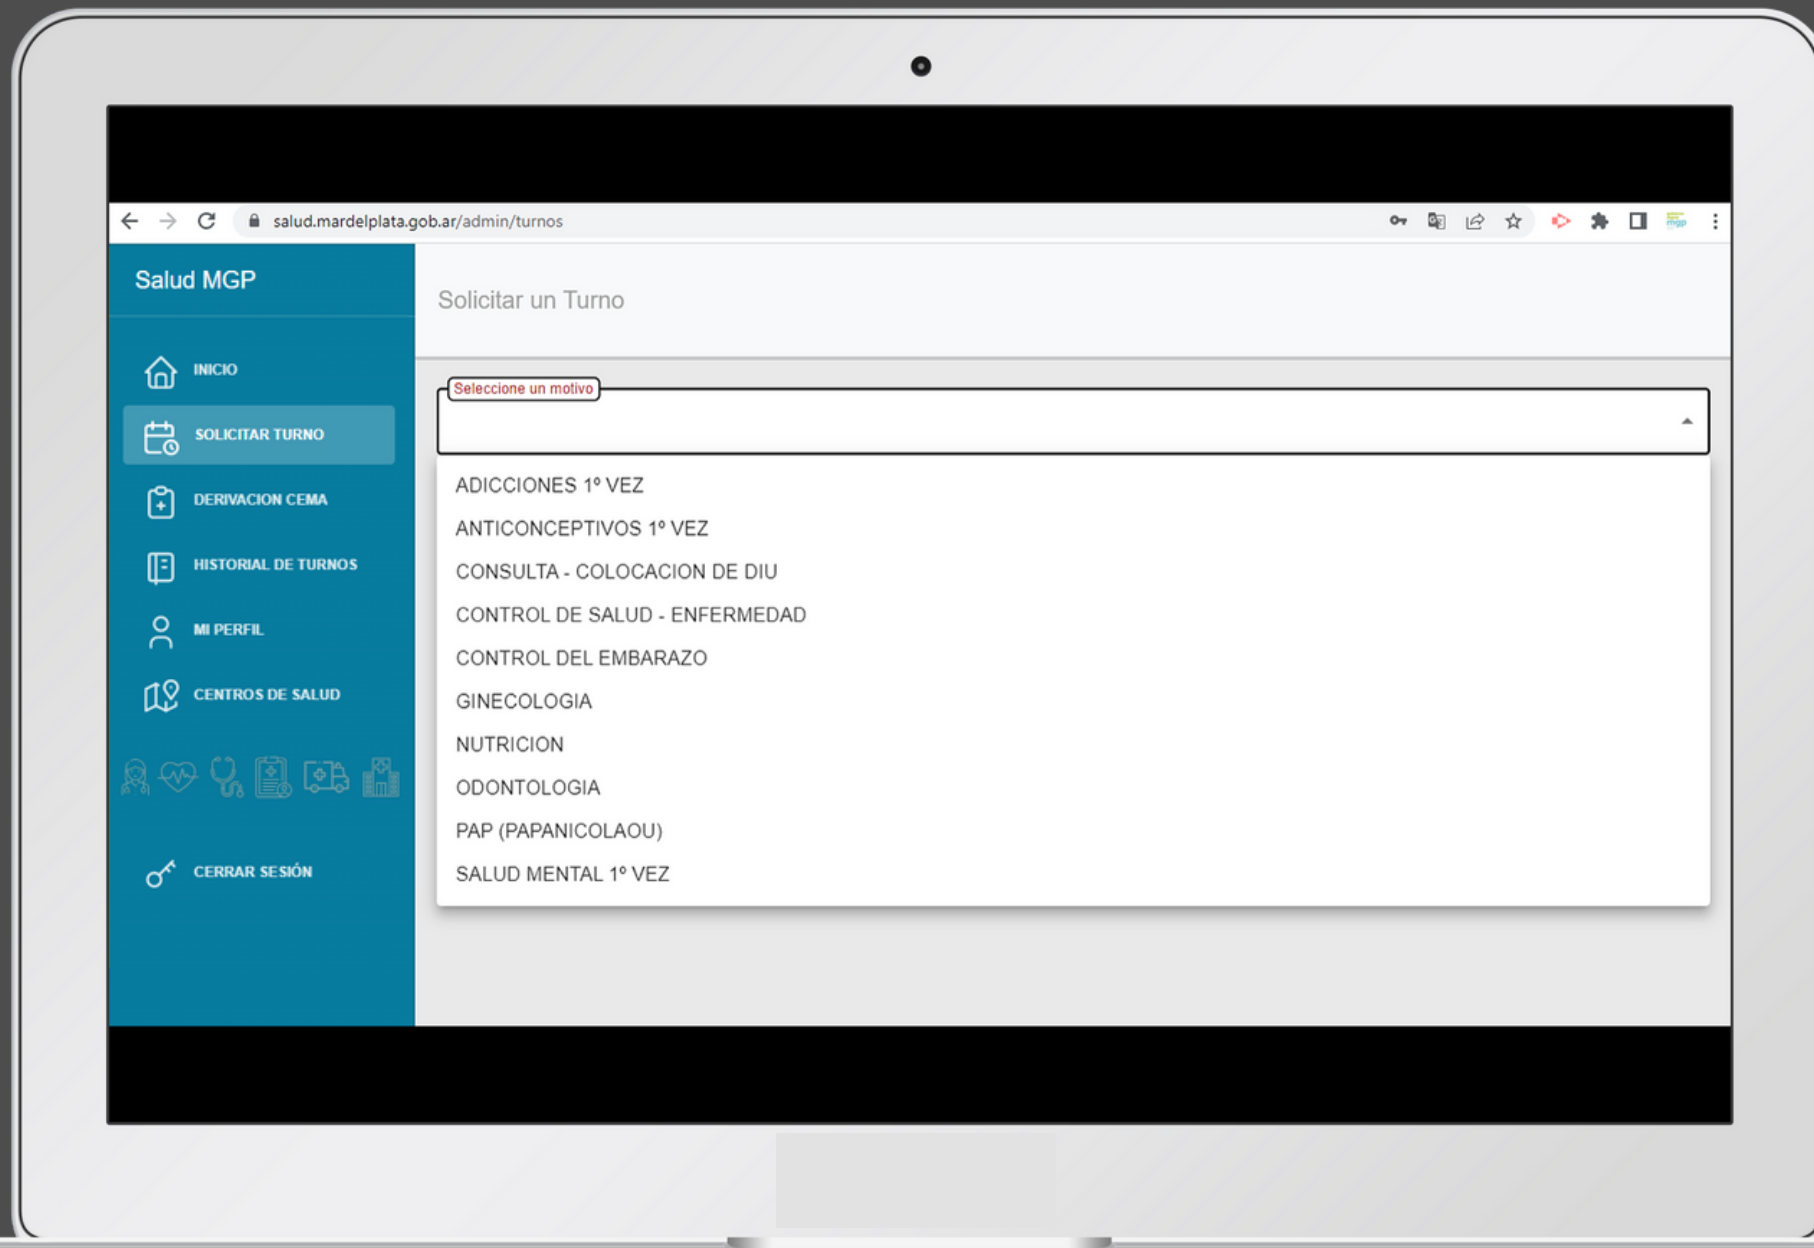 salud.mardelplata.gob.ar/admin/turnos
mgp
Salud MGP
Solicitar un Turno
INICIO
SOLICITAR TURNO
DERIVACION CEMA
HISTORIAL DE TURNOS
MI PERFIL
CENTROS DE SALUD
CERRAR SESIÓN
Seleccione un motivo
ADICCIONES 1º VEZ
ANTICONCEPTIVOS 1º VEZ
CONSULTA - COLOCACION DE DIU
CONTROL DE SALUD - ENFERMEDAD
CONTROL DEL EMBARAZO
GINECOLOGIA
NUTRICION
ODONTOLOGIA
PAP (PAPANICOLAOU)
SALUD MENTAL 1º VEZ